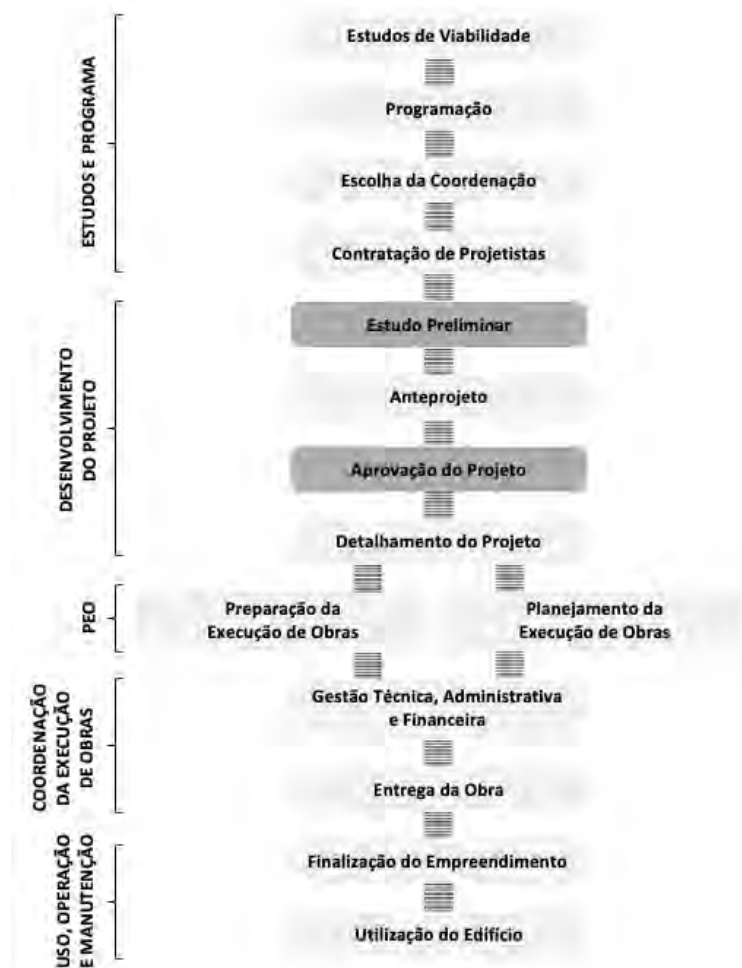 ESTUDOS E PROGRAMA
Estudos de Viabilidade
Programação
Escolha da Coordenação
Contratação de Projetistas
DESENVOLVIMENTO
DO PROJETO
Estudo Preliminar
Anteprojeto
Aprovação do Projeto
Detalhamento do Projeto
PEO
Preparação da
Execução de Obras
Planejamento da
Execução de Obras
COORDENAÇÃO
DA EXECUÇÃO
DE OBRAS
Gestão Técnica, Administrativa
e Financeira
Entrega da Obra
USO, OPERAÇÃO
E MANUTENÇÃO
Finalização do Empreendimento
Utilização do Edifício